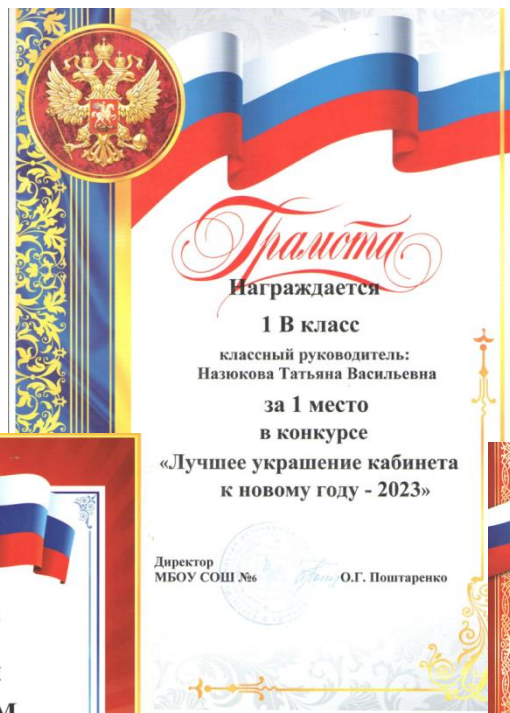 Грамота
Награждается
1 В класс
классный руководитель:
Назюкова Татьяна Васильевна
за 1 место
в конкурсе
«Лучшее украшение кабинета
к новому году - 2023»
Директор
МБОУ СОШ №6 О.Г. Поштаренко